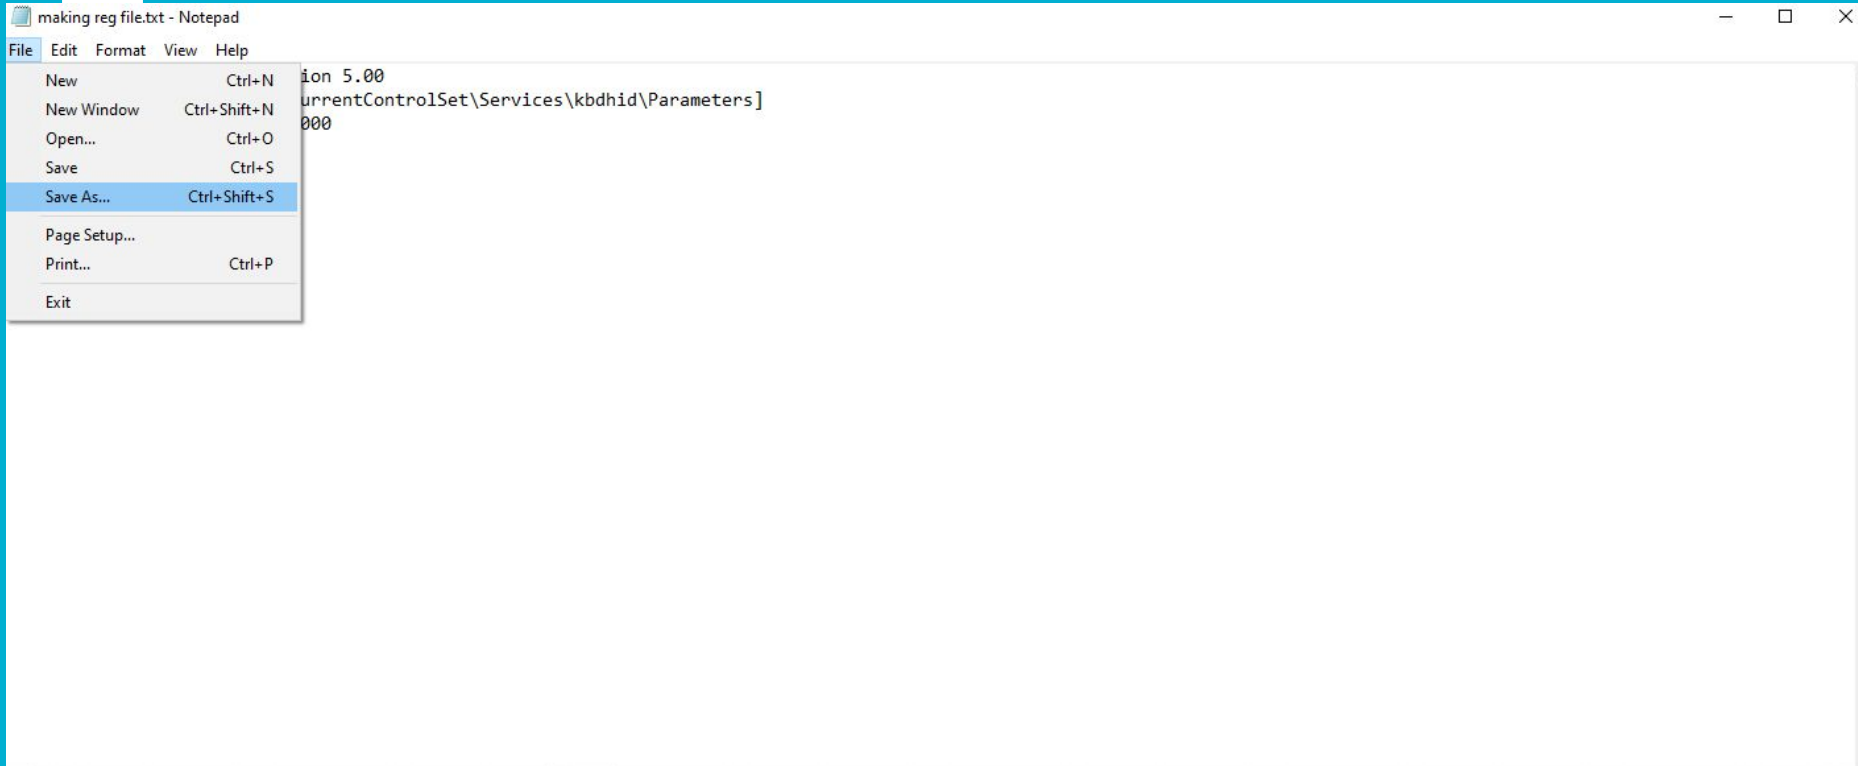 making reg file.txt - Notepad
File Edit Format View Help
New Ctrl+N
New Window Ctrl+Shift+N
Open... Ctrl+O
Save Ctrl+S
Save As... Ctrl+Shift+S
Page Setup...
Print... Ctrl+P
Exit
ion 5.00
urrentControlSet\Services\kbdhid\Parameters]
000